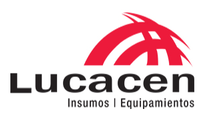 Lucacen
Insumos | Equipamientos